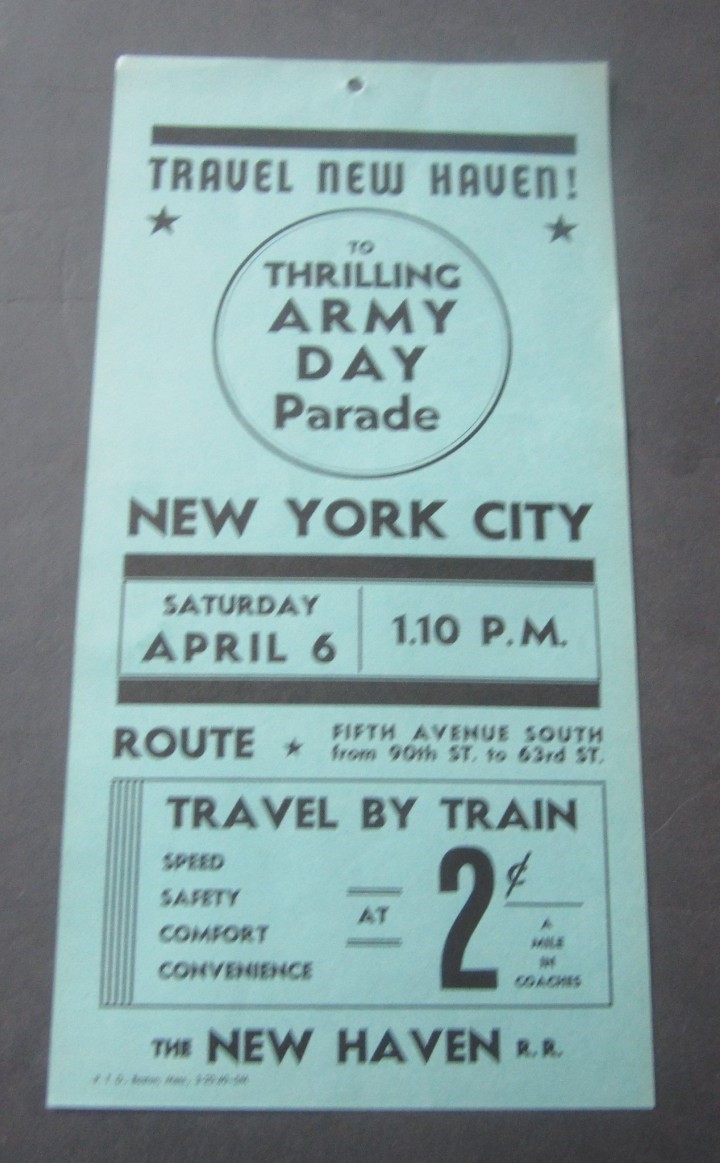 TRAVEL NEW HAVEN!
TO
THRILLING
ARMY
DAY
Parade
NEW YORK CITY
SATURDAY
APRIL 6
1.10 P.M.
ROUTE ★ FIFTH AVENUE SOUTH
from 90th ST. to 63rd ST.
TRAVEL BY TRAIN
SPEED
SAFETY
COMFORT
CONVENIENCE
AT
2¢
A
MILE
IN
COACHES
THE NEW HAVEN R. R.
Boston, Mass.